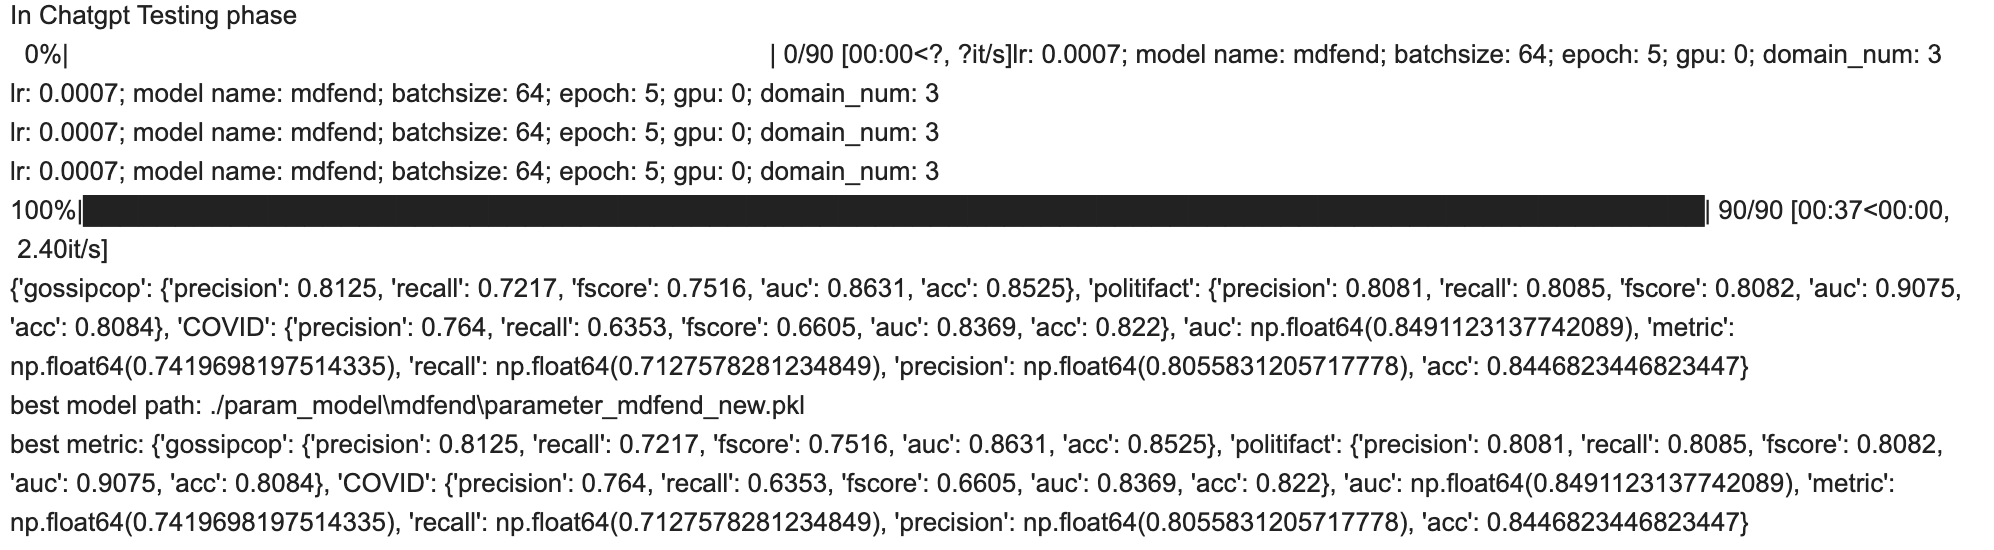 In Chatgpt Testing phase
0%| | 0/90 [00:00<?, ?it/s]lr: 0.0007; model name: mdfend; batchsize: 64; epoch: 5; gpu: 0; domain_num: 3
lr: 0.0007; model name: mdfend; batchsize: 64; epoch: 5; gpu: 0; domain_num: 3
lr: 0.0007; model name: mdfend; batchsize: 64; epoch: 5; gpu: 0; domain_num: 3
lr: 0.0007; model name: mdfend; batchsize: 64; epoch: 5; gpu: 0; domain_num: 3
100%|██████████| 90/90 [00:37<00:00,
2.40it/s]
{'gossipcop': {'precision': 0.8125, 'recall': 0.7217, 'fscore': 0.7516, 'auc': 0.8631, 'acc': 0.8525}, 'politifact': {'precision': 0.8081, 'recall': 0.8085, 'fscore': 0.8082, 'auc': 0.9075,
'acc': 0.8084}, 'COVID': {'precision': 0.764, 'recall': 0.6353, 'fscore': 0.6605, 'auc': 0.8369, 'acc': 0.822}, 'auc': np.float64(0.8491123137742089), 'metric':
np.float64(0.7419698197514335), 'recall': np.float64(0.7127578281234849), 'precision': np.float64(0.8055831205717778), 'acc': 0.8446823446823447}
best model path: ./param_model\mdfend\parameter_mdfend_new.pkl
best metric: {'gossipcop': {'precision': 0.8125, 'recall': 0.7217, 'fscore': 0.7516, 'auc': 0.8631, 'acc': 0.8525}, 'politifact': {'precision': 0.8081, 'recall': 0.8085, 'fscore': 0.8082,
'auc': 0.9075, 'acc': 0.8084}, 'COVID': {'precision': 0.764, 'recall': 0.6353, 'fscore': 0.6605, 'auc': 0.8369, 'acc': 0.822}, 'auc': np.float64(0.8491123137742089), 'metric':
np.float64(0.7419698197514335), 'recall': np.float64(0.7127578281234849), 'precision': np.float64(0.8055831205717778), 'acc': 0.8446823446823447}